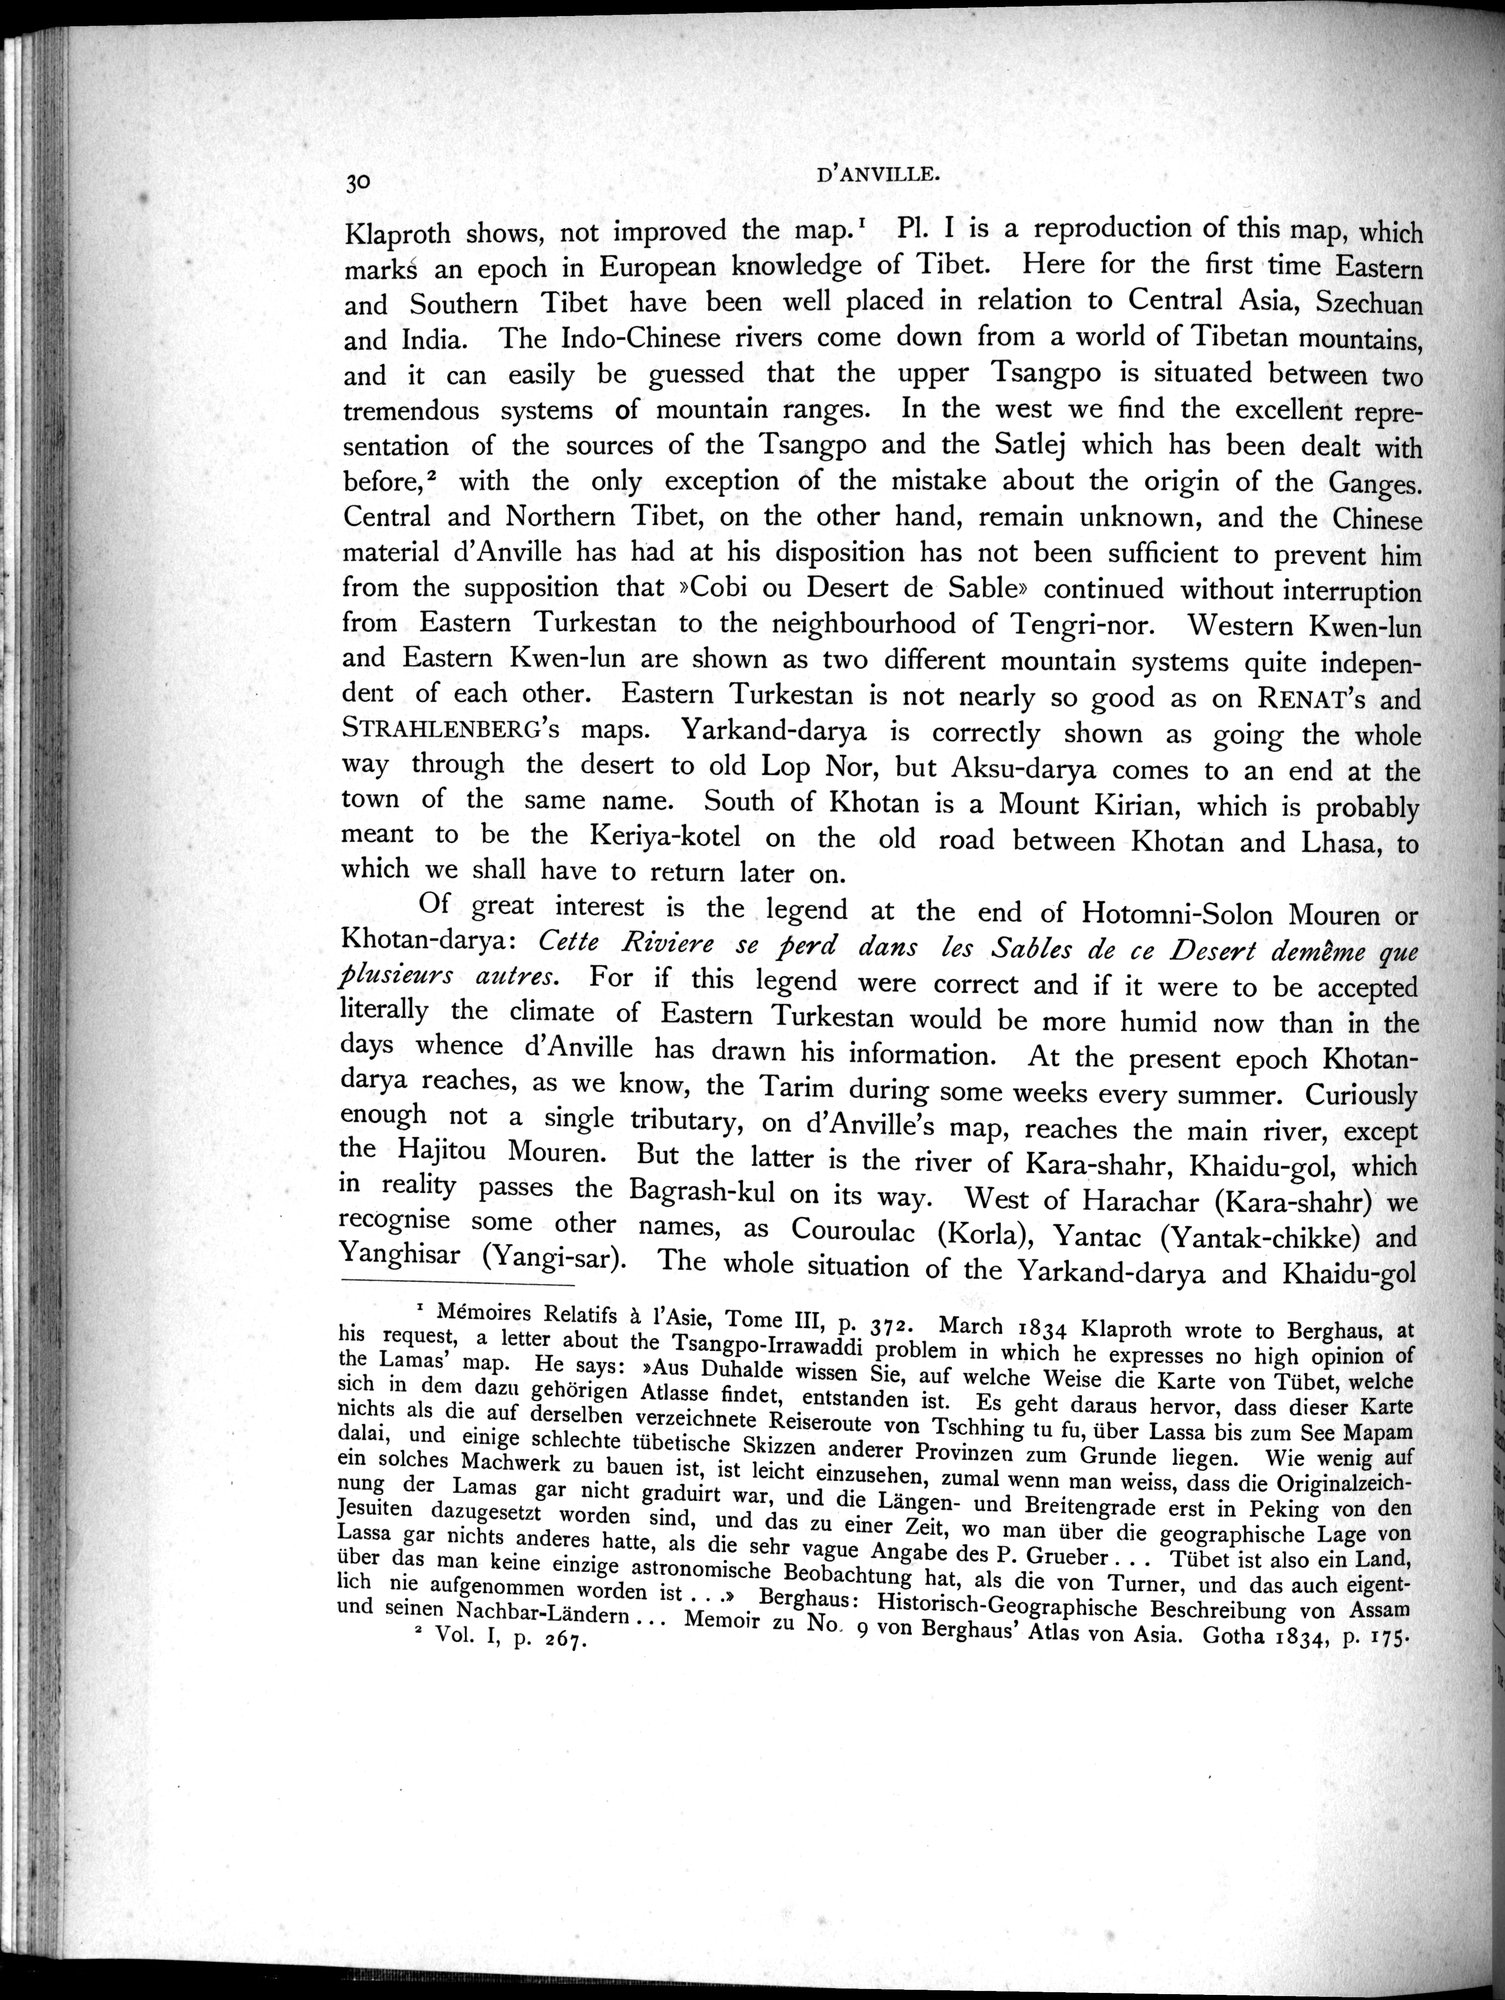 30
D'ANVILLE.
Klaproth shows, not improved the map.¹ Pl. I is a reproduction of this map, which
marks an epoch in European knowledge of Tibet. Here for the first time Eastern
and Southern Tibet have been well placed in relation to Central Asia, Szechuan
and India. The Indo-Chinese rivers come down from a world of Tibetan mountains,
and it can easily be guessed that the upper Tsangpo is situated between two
tremendous systems of mountain ranges. In the west we find the excellent repre-
sentation of the sources of the Tsangpo and the Satlej which has been dealt with
before,² with the only exception of the mistake about the origin of the Ganges.
Central and Northern Tibet, on the other hand, remain unknown, and the Chinese
material d'Anville has had at his disposition has not been sufficient to prevent him
from the supposition that »Cobi ou Desert de Sable» continued without interruption
from Eastern Turkestan to the neighbourhood of Tengri-nor. Western Kwen-lun
and Eastern Kwen-lun are shown as two different mountain systems quite indepen-
dent of each other. Eastern Turkestan is not nearly so good as on RENAT's and
STRAHLENBERG's maps. Yarkand-darya is correctly shown as going the whole
way through the desert to old Lop Nor, but Aksu-darya comes to an end at the
town of the same name. South of Khotan is a Mount Kirian, which is probably
meant to be the Keriya-kotel on the old road between Khotan and Lhasa, to
which we shall have to return later on.
Of great interest is the legend at the end of Hotomni-Solon Mouren or
Khotan-darya: Cette Riviere se perd dans les Sables de ce Desert demême que
plusieurs autres. For if this legend were correct and if it were to be accepted
literally the climate of Eastern Turkestan would be more humid now than in the
days whence d'Anville has drawn his information. At the present epoch Khotan-
darya reaches, as we know, the Tarim during some weeks every summer. Curiously
enough not a single tributary, on d'Anville's map, reaches the main river, except
the Hajitou Mouren. But the latter is the river of Kara-shahr, Khaidu-gol, which
in reality passes the Bagrash-kul on its way. West of Harachar (Kara-shahr) we
recognise some other names, as Couroulac (Korla), Yantac (Yantak-chikke) and
Yanghisar (Yangi-sar). The whole situation of the Yarkand-darya and Khaidu-gol
¹ Mémoires Relatifs à l'Asie, Tome III, p. 372. March 1834 Klaproth wrote to Berghaus, at
his request, a letter about the Tsangpo-Irrawaddi problem in which he expresses no high opinion of
the Lamas' map. He says: »Aus Duhalde wissen Sie, auf welche Weise die Karte von Tübet, welche
sich in dem dazu gehörigen Atlasse findet, entstanden ist. Es geht daraus hervor, dass dieser Karte
nichts als die auf derselben verzeichnete Reiseroute von Tschhing tu fu, über Lassa bis zum See Mapam
dalai, und einige schlechte tübetische Skizzen anderer Provinzen zum Grunde liegen. Wie wenig auf
ein solches Machwerk zu bauen ist, ist leicht einzusehen, zumal wenn man weiss, dass die Originalzeich-
nung der Lamas gar nicht graduirt war, und die Längen- und Breitengrade erst in Peking von den
Jesuiten dazugesetzt worden sind, und das zu einer Zeit, wo man über die geographische Lage von
Lassa gar nichts anderes hatte, als die sehr vague Angabe des P. Grueber . . . Tübet ist also ein Land,
über das man keine einzige astronomische Beobachtung hat, als die von Turner, und das auch eigent-
lich nie aufgenommen worden ist . . .» Berghaus: Historisch-Geographische Beschreibung von Assam
und seinen Nachbar-Ländern . . . Memoir zu No. 9 von Berghaus' Atlas von Asia. Gotha 1834, p. 175.
² Vol. I, p. 267.